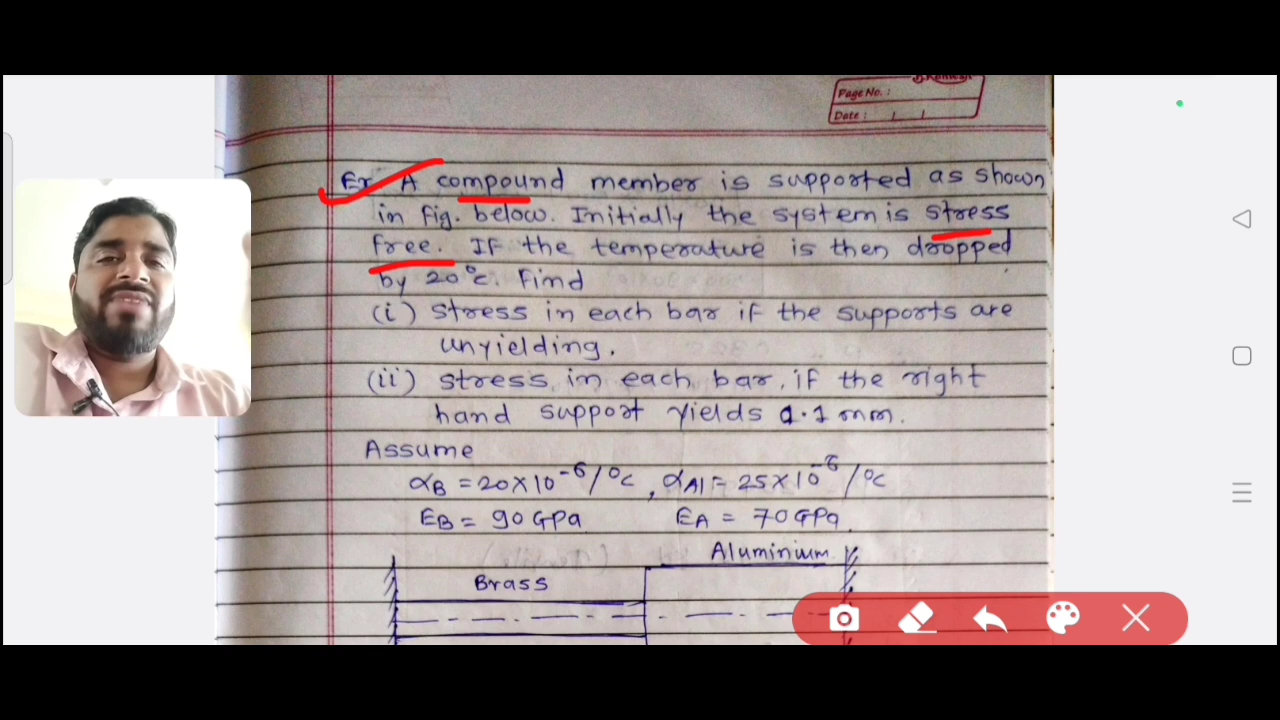 Page No. :
Date :
Ex. A compound member is supported as shown
in fig. below. Initially the system is stress
free. If the temperature is then dropped
by 20°c. Find
(i) stress in each bar if the supports are
unyielding.
(ii) stress in each bar, if the right
hand support yields 0.1 mm.
Assume
αB = 20×10⁻⁶/°c, αAl = 25×10⁻⁶/°c
EB = 90 GPa EA = 70 GPa.
Aluminium
Brass